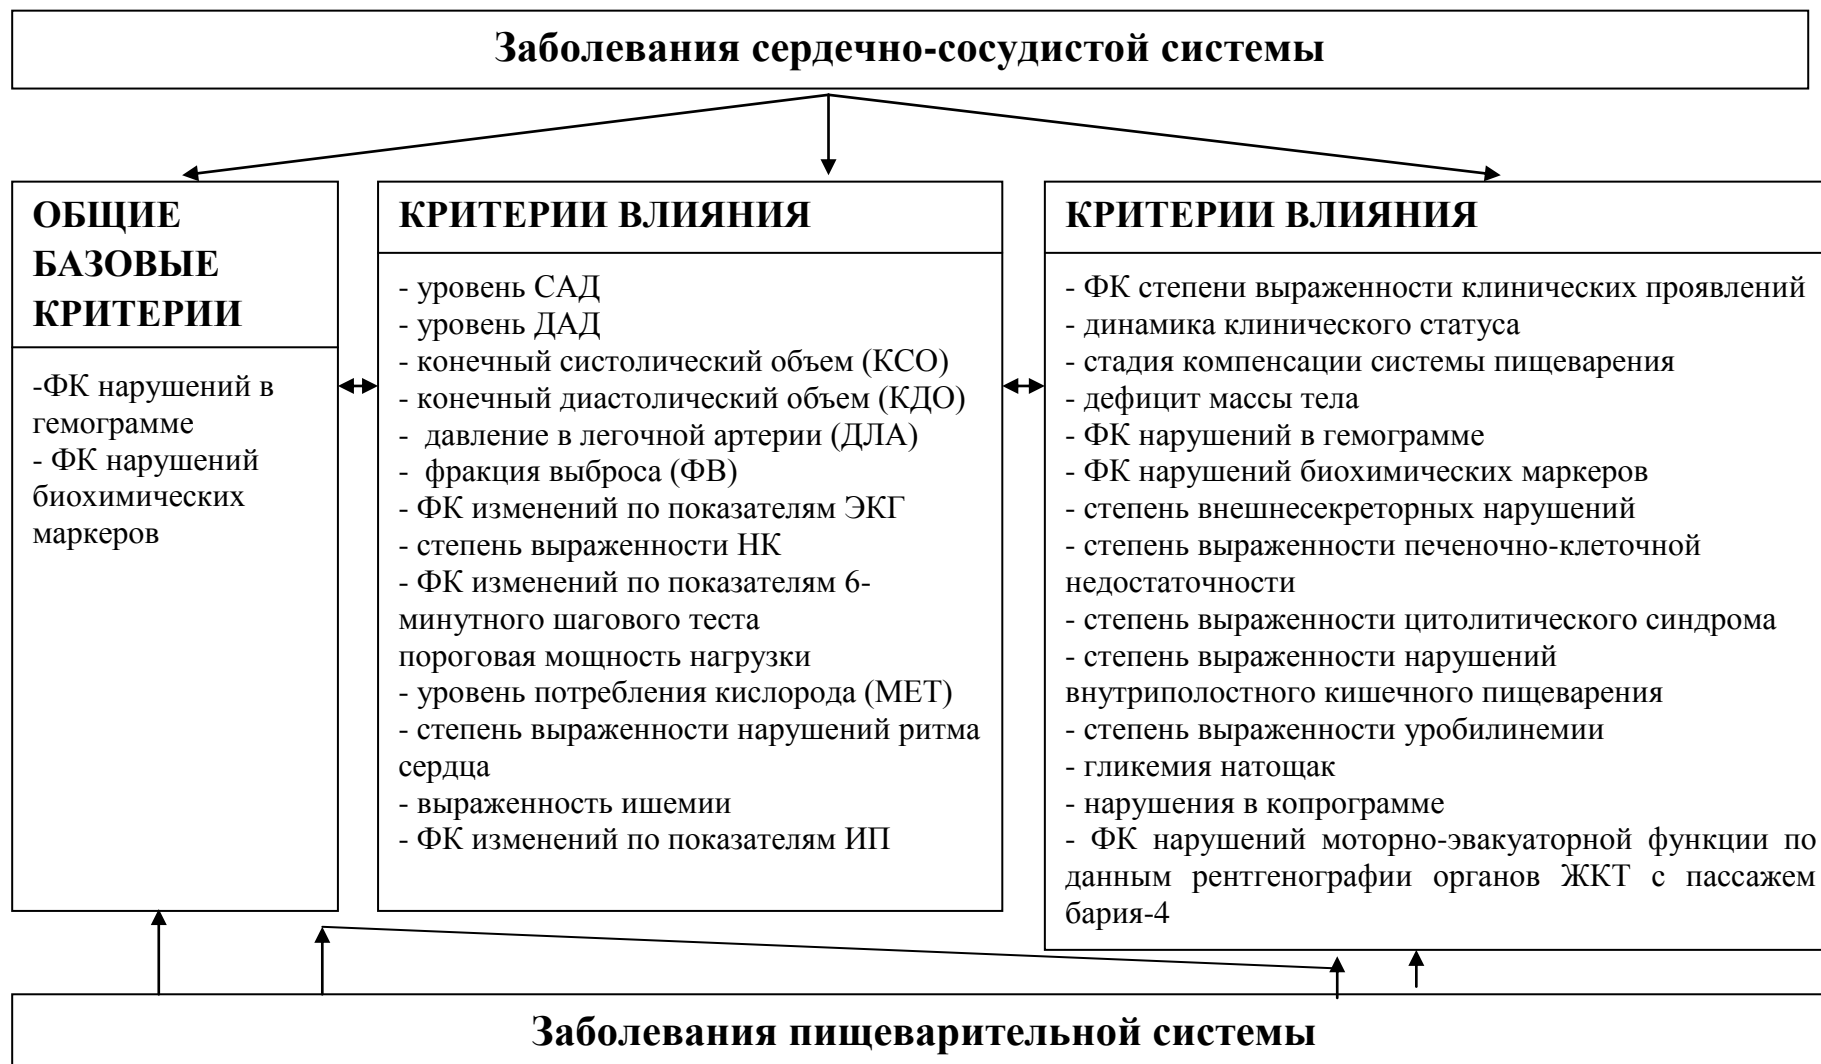 Заболевания сердечно-сосудистой системы
ОБЩИЕ
БАЗОВЫЕ
КРИТЕРИИ
-ФК нарушений в
гемограмме
- ФК нарушений
биохимических
маркеров
КРИТЕРИИ ВЛИЯНИЯ
- уровень САД
- уровень ДАД
- конечный систолический объем (КСО)
- конечный диастолический объем (КДО)
- давление в легочной артерии (ДЛА)
- фракция выброса (ФВ)
- ФК изменений по показателям ЭКГ
- степень выраженности НК
- ФК изменений по показателям 6-
минутного шагового теста
пороговая мощность нагрузки
- уровень потребления кислорода (МЕТ)
- степень выраженности нарушений ритма
сердца
- выраженность ишемии
- ФК изменений по показателям ИП
КРИТЕРИИ ВЛИЯНИЯ
- ФК степени выраженности клинических проявлений
- динамика клинического статуса
- стадия компенсации системы пищеварения
- дефицит массы тела
- ФК нарушений в гемограмме
- ФК нарушений биохимических маркеров
- степень внешнесекреторных нарушений
- степень выраженности печеночно-клеточной
недостаточности
- степень выраженности цитолитического синдрома
- степень выраженности нарушений
внутриполостного кишечного пищеварения
- степень выраженности уробилинемии
- гликемия натощак
- нарушения в копрограмме
- ФК нарушений моторно-эвакуаторной функции по
данным рентгенографии органов ЖКТ с пассажем
бария-4
Заболевания пищеварительной системы